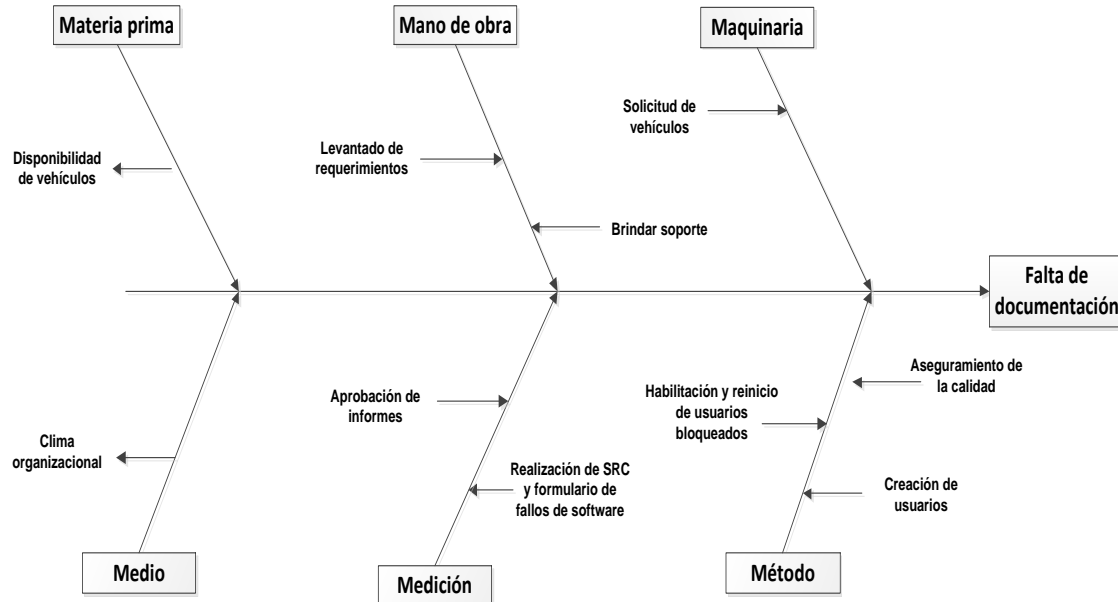 Materia prima
Mano de obra
Maquinaria
Solicitud de
vehículos
Levantado de
requerimientos
Disponibilidad
de vehículos
Brindar soporte
Falta de
documentación
Aseguramiento de
la calidad
Habilitación y reinicio
de usuarios
bloqueados
Aprobación de
informes
Clima
organizacional
Realización de SRC
y formulario de
fallos de software
Creación de
usuarios
Medio
Medición
Método